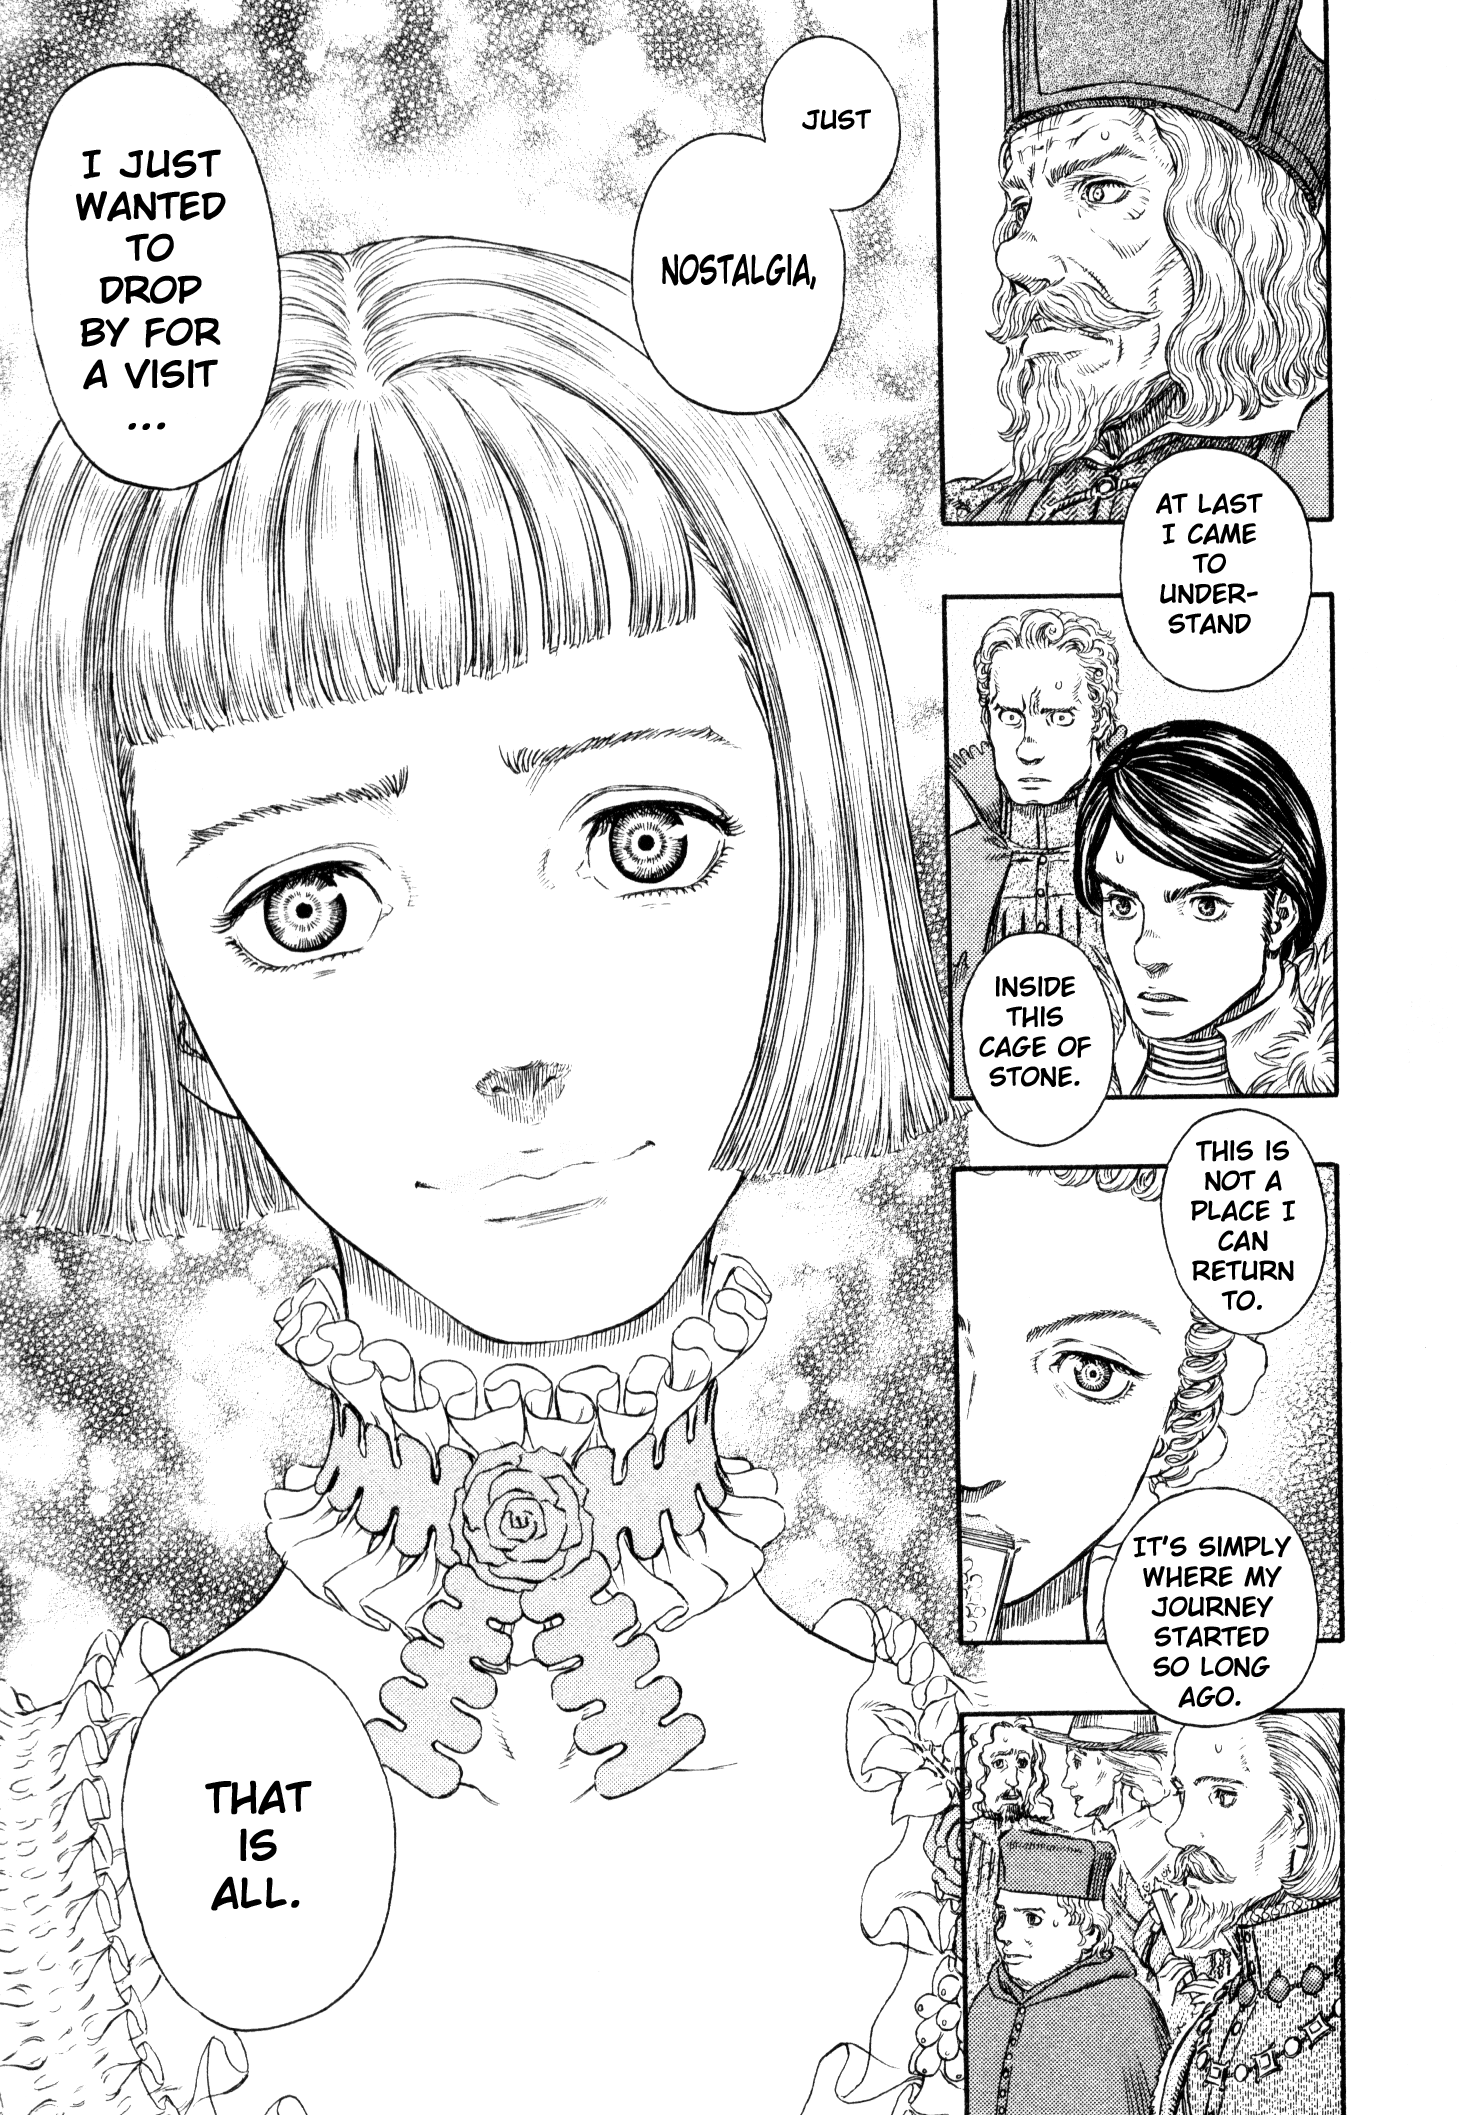 AT LAST
I CAME
TO
UNDER-
STAND
INSIDE
THIS
CAGE OF
STONE.
THIS IS
NOT A
PLACE I
CAN
RETURN
TO.
IT'S SIMPLY
WHERE MY
JOURNEY
STARTED
SO LONG
AGO.
JUST
NOSTALGIA,
I JUST
WANTED
TO
DROP
BY FOR
A VISIT
...
THAT
IS
ALL.